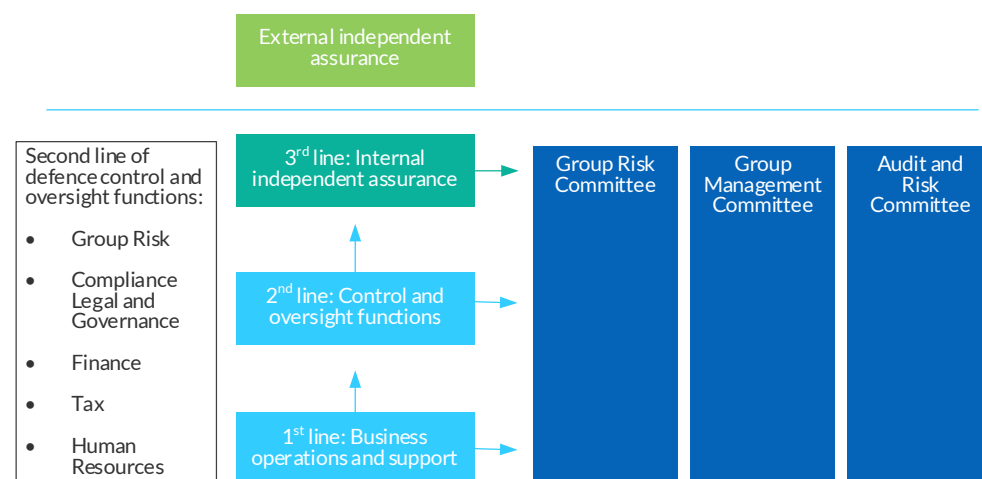 External independent
assurance
Second line of
defence control and
oversight functions:
• Group Risk
• Compliance
Legal and
Governance
• Finance
• Tax
• Human
Resources
3rd line: Internal
independent assurance
2nd line: Control and
oversight functions
1st line: Business
operations and support
Group Risk
Committee
Group
Management
Committee
Audit and
Risk
Committee